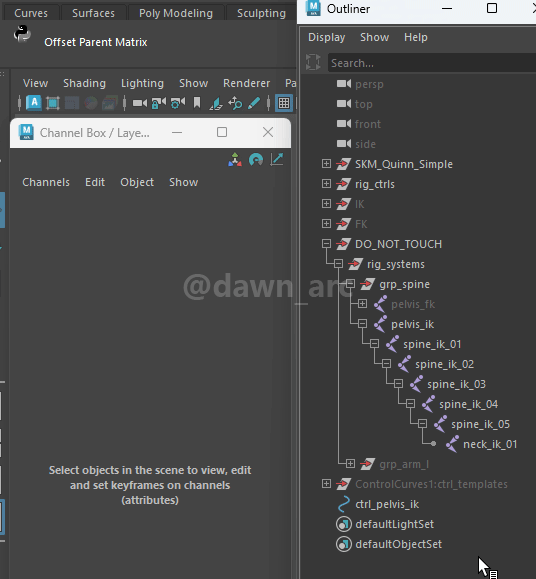 Curves Surfaces Poly Modeling Sculpting
Offset Parent Matrix
View Shading Lighting Show Renderer Pa
Channel Box / Laye...
Channels Edit Object Show
Select objects in the scene to view, edit
and set keyframes on channels
(attributes)
Outliner
Display Show Help
Search...
persp
top
front
side
SKM_Quinn_Simple
rig_ctrls
IK
FK
DO_NOT_TOUCH
rig_systems
grp_spine
pelvis_fk
pelvis_ik
spine_ik_01
spine_ik_02
spine_ik_03
spine_ik_04
spine_ik_05
neck_ik_01
grp_arm_l
ControlCurves1:ctrl_templates
ctrl_pelvis_ik
defaultLightSet
defaultObjectSet
@dawn_arc